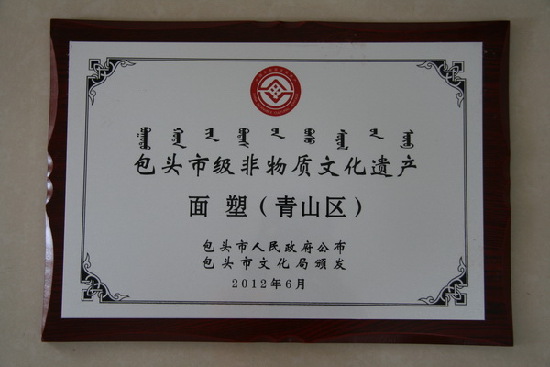 包头市级非物质文化遗产
面塑（青山区）
包头市人民政府公布
包头市文化局颁发
2012年6月